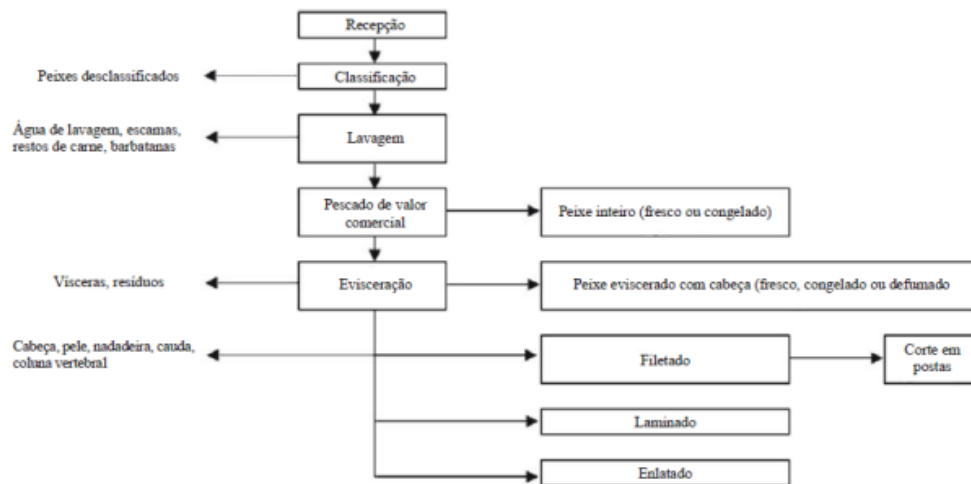 Recepção
Peixes desclassificados
Classificação
Água de lavagem, escamas,
restos de carne, barbatanas
Lavagem
Pescado de valor
comercial
Peixe inteiro (fresco ou congelado)
Vísceras, resíduos
Evisceração
Peixe eviscerado com cabeça (fresco, congelado ou defumado
Cabeça, pele, nadadeira, cauda,
coluna vertebral
Filetado
Corte em
postas
Laminado
Enlatado